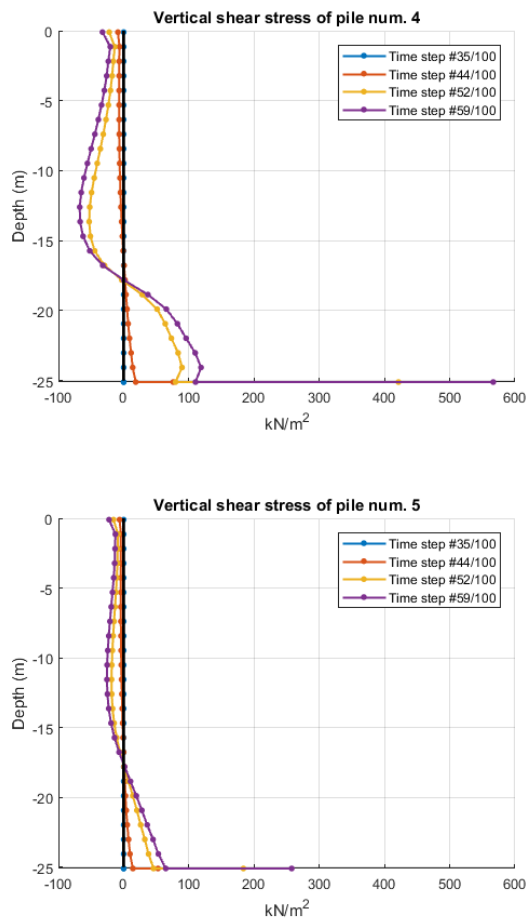 Vertical shear stress of pile num. 4
0
-5
-10
-15
-20
-25
Depth (m)
Time step #35/100
Time step #44/100
Time step #52/100
Time step #59/100
-100 0 100 200 300 400 500 600
kN/m²
Vertical shear stress of pile num. 5
0
-5
-10
-15
-20
-25
Depth (m)
Time step #35/100
Time step #44/100
Time step #52/100
Time step #59/100
-100 0 100 200 300 400 500 600
kN/m²